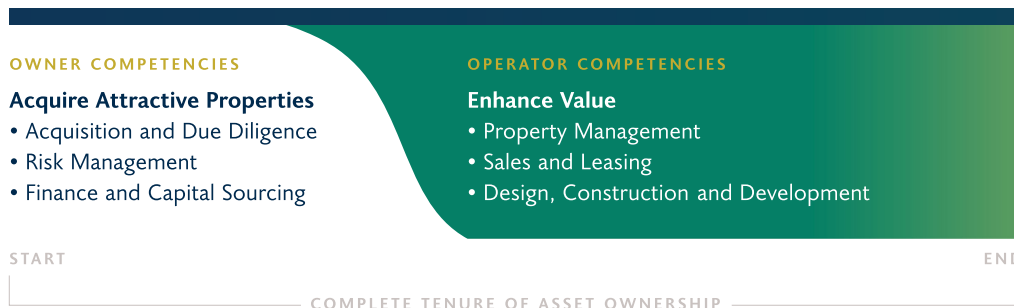 OWNER COMPETENCIES
Acquire Attractive Properties
• Acquisition and Due Diligence
• Risk Management
• Finance and Capital Sourcing
OPERATOR COMPETENCIES
Enhance Value
• Property Management
• Sales and Leasing
• Design, Construction and Development
START
END
COMPLETE TENURE OF ASSET OWNERSHIP